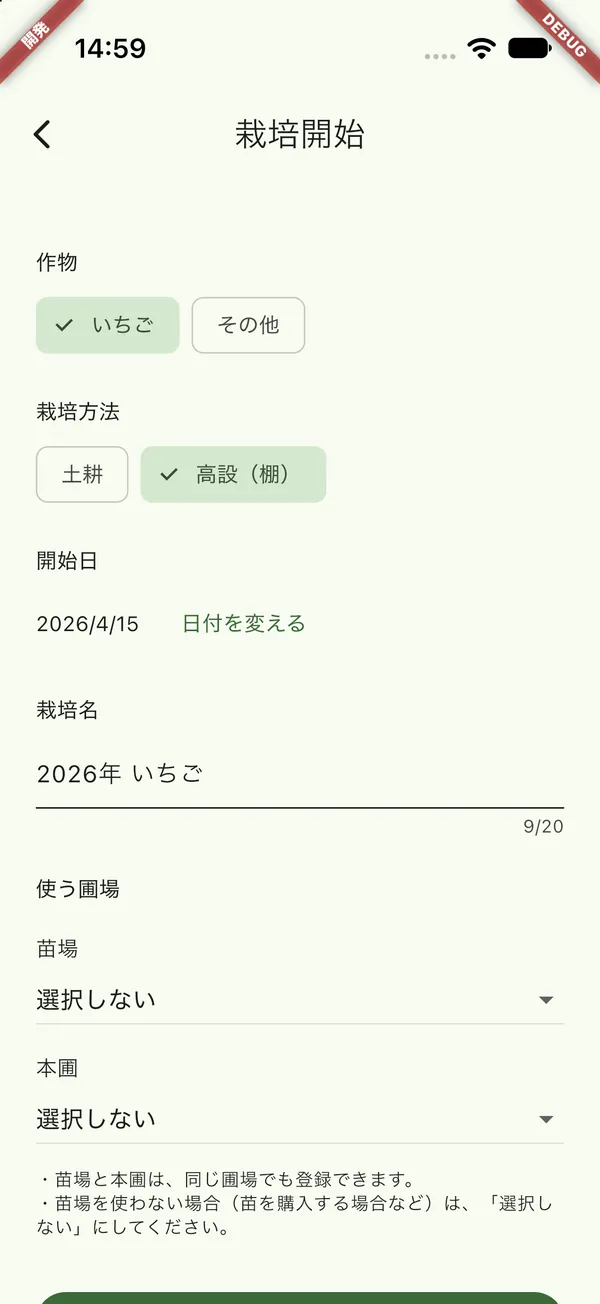 開発
DEBUG
14:59
栽培開始
作物
いちご
その他
栽培方法
土耕
高設（棚）
開始日
2026/4/15
日付を変える
栽培名
2026年 いちご
9/20
使う圃場
苗場
選択しない
本圃
選択しない
・苗場と本圃は、同じ圃場でも登録できます。
・苗場を使わない場合（苗を購入する場合など）は、「選択し
ない」にしてください。